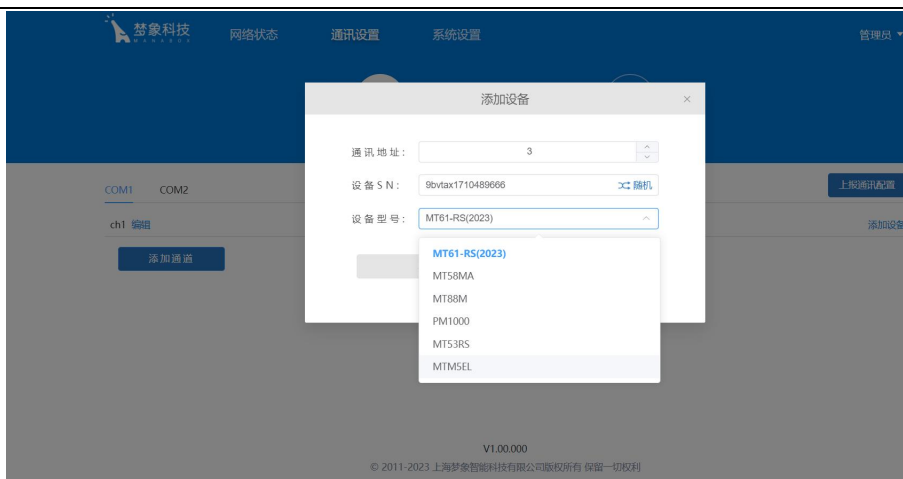 梦象科技 网络状态 通讯设置 系统设置 管理员
MANABOX
添加设备
通讯地址: 3
设备SN: 9bvtax1710489666 随机
COM1 COM2 上报通讯配置
设备型号: MT61-RS(2023)
ch1 编辑 添加设备
MT61-RS(2023)
添加通道
MT58MA
MT88M
PM1000
MT53RS
MTM5EL
V1.00.000
© 2011-2023 上海梦象智能科技有限公司版权所有 保留一切权利